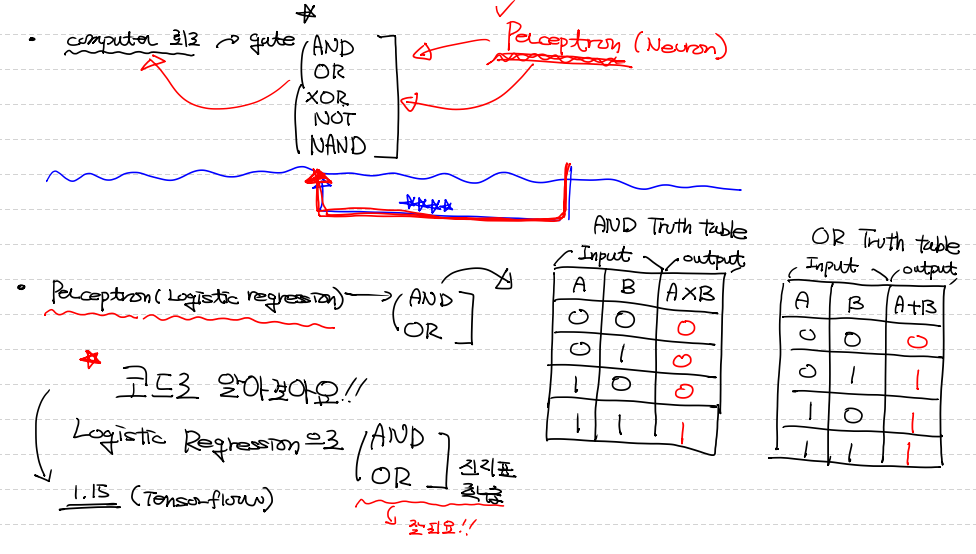 computer 회로 → gate AND
OR
XOR
NOT
NAND
Perceptron (Neuron)
Perceptron (Logistic regression) → AND
OR
AND Truth table
Input output
A B A×B
0 0 0
0 1 0
1 0 0
1 1 1
OR Truth table
Input output
A B A+B
0 0 0
0 1 1
1 0 1
1 1 1
코드로 알아보아요!!
Logistic Regression으로 AND
OR
진리표
학습
잘되요!!
1.15 (Tensorflow)